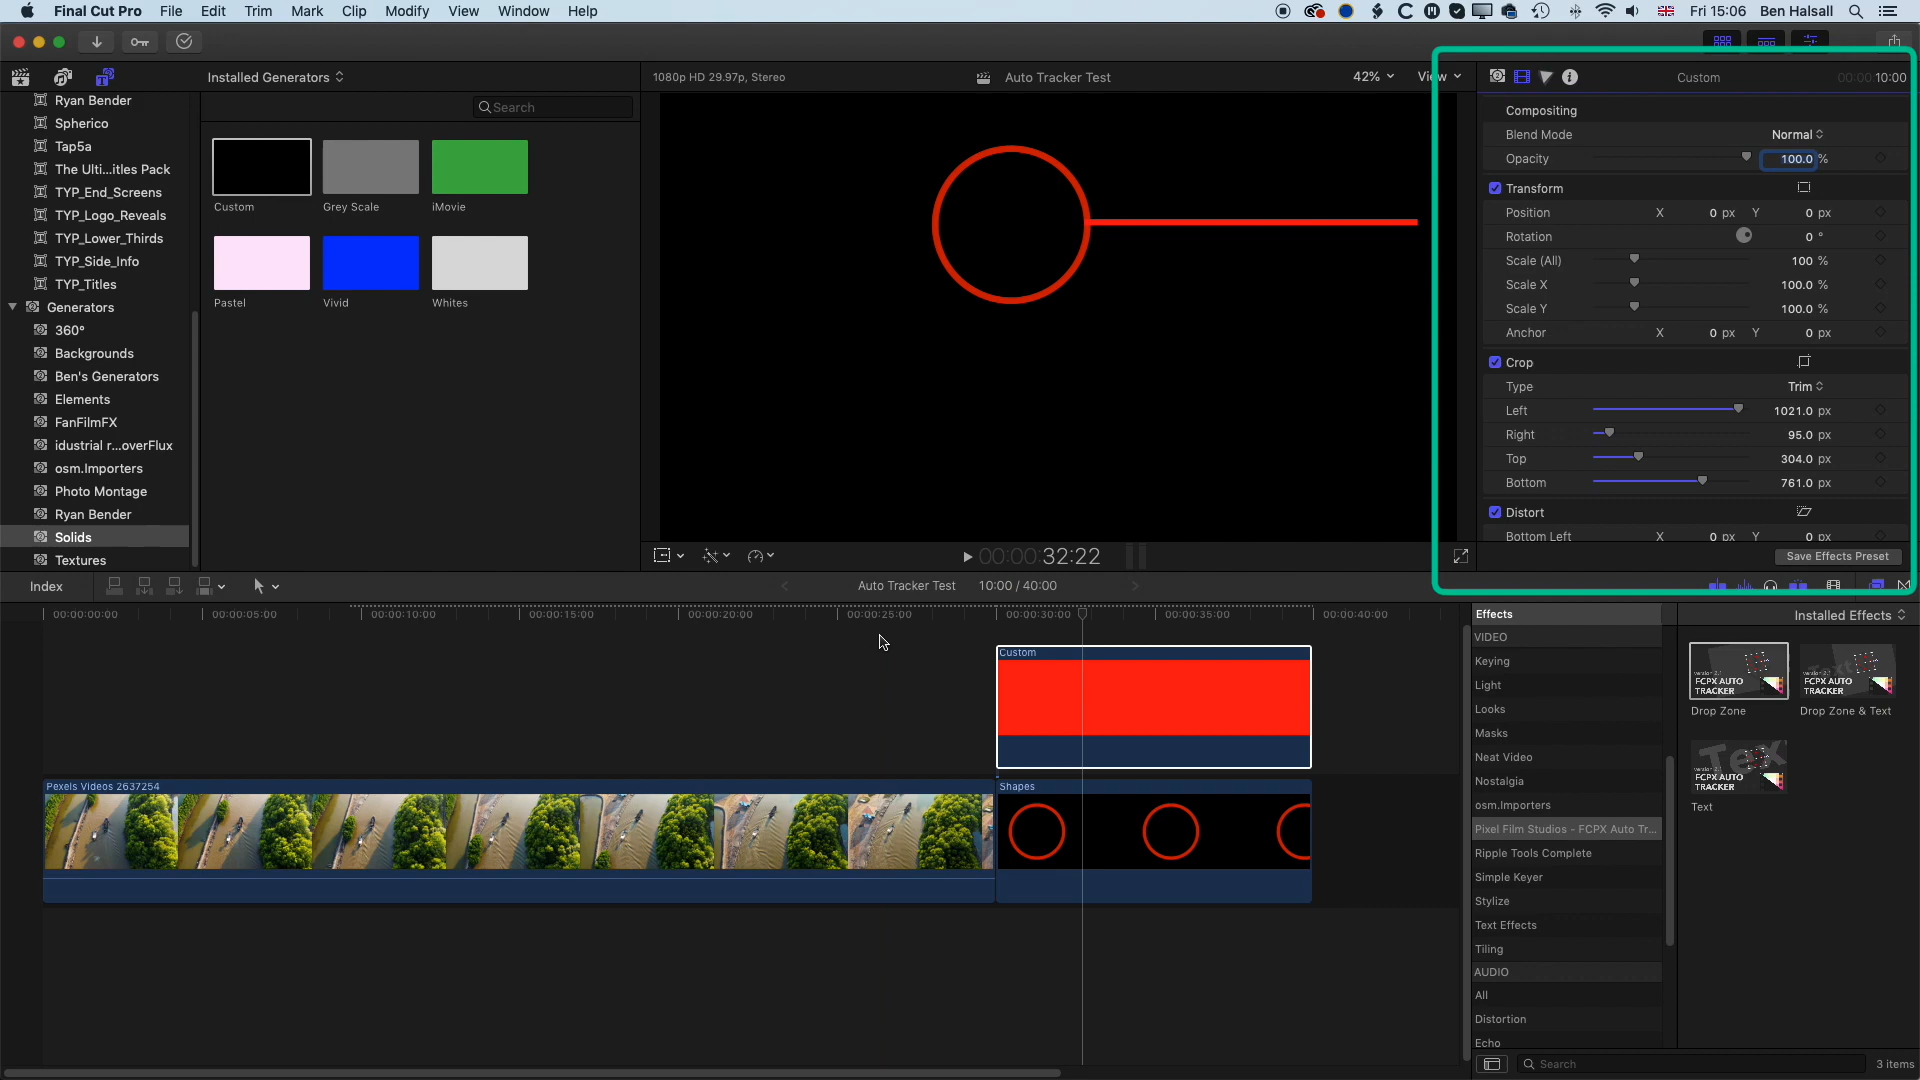 Final Cut Pro File Edit Trim Mark Clip Modify View Window Help
Fri 15:06 Ben Halsall
Installed Generators
1080p HD 29.97p, Stereo
Auto Tracker Test
42%
View
Custom
00:00:10:00
Search
Ryan Bender
Spherico
Tap5a
The Ulti...itles Pack
TYP_End_Screens
TYP_Logo_Reveals
TYP_Lower_Thirds
TYP_Side_Info
TYP_Titles
Generators
360°
Backgrounds
Ben's Generators
Elements
FanFilmFX
idustrial r...overFlux
osm.Importers
Photo Montage
Ryan Bender
Solids
Textures
Custom
Grey Scale
iMovie
Pastel
Vivid
Whites
Compositing
Blend Mode Normal
Opacity 100.0 %
Transform
Position X 0 px Y 0 px
Rotation 0 °
Scale (All) 100 %
Scale X 100.0 %
Scale Y 100.0 %
Anchor X 0 px Y 0 px
Crop
Type Trim
Left 1021.0 px
Right 95.0 px
Top 304.0 px
Bottom 761.0 px
Distort
Bottom Left X 0 px Y 0 px
Save Effects Preset
00:00:32:22
Index
Auto Tracker Test 10:00 / 40:00
00:00:00:00 00:00:05:00 00:00:10:00 00:00:15:00 00:00:20:00 00:00:25:00 00:00:30:00 00:00:35:00 00:00:40:00
Custom
Pexels Videos 2637254
Shapes
Effects
Installed Effects
VIDEO
Keying
Light
Looks
Masks
Neat Video
Nostalgia
osm.Importers
Pixel Film Studios - FCPX Auto Tr...
Ripple Tools Complete
Simple Keyer
Stylize
Text Effects
Tiling
AUDIO
All
Distortion
Echo
FCPX AUTO
TRACKER
Drop Zone
FCPX AUTO
TRACKER
Drop Zone & Text
FCPX AUTO
TRACKER
Text
Search
3 items